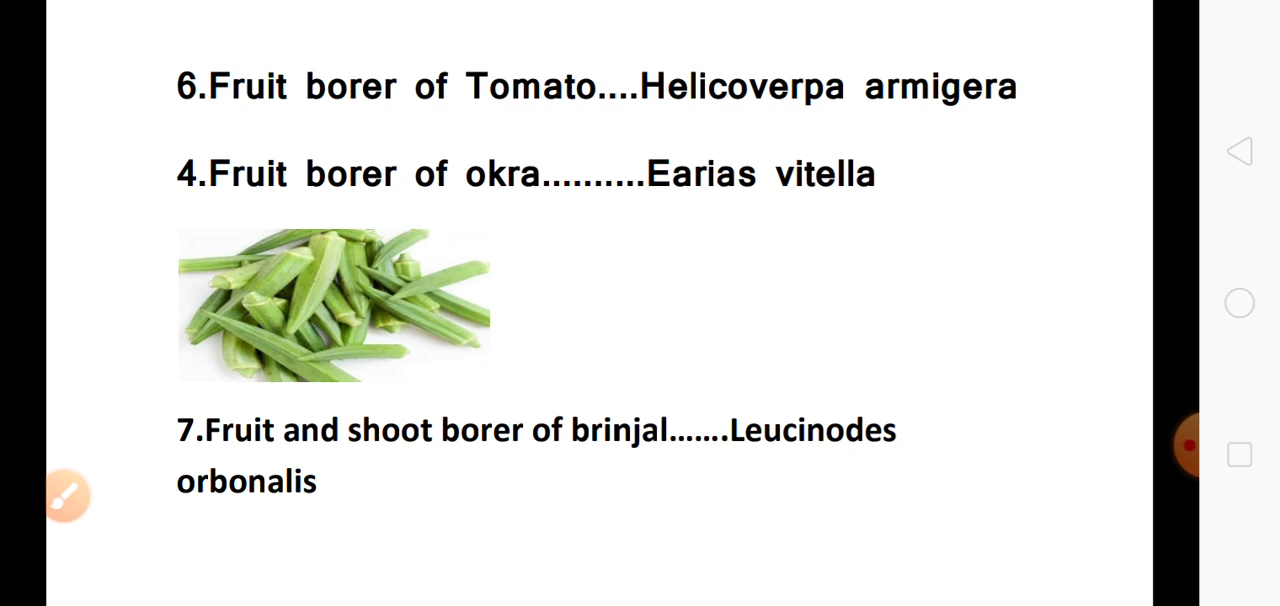 6.Fruit borer of Tomato....Helicoverpa armigera
4.Fruit borer of okra..........Earias vitella
7.Fruit and shoot borer of brinjal.......Leucinodes
orbonalis